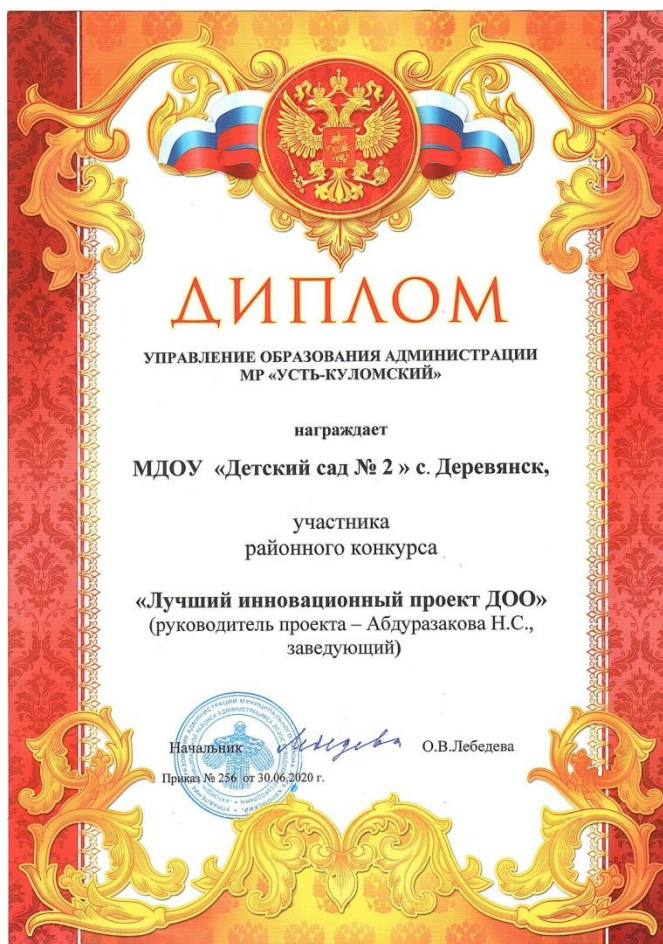 ДИПЛОМ
УПРАВЛЕНИЕ ОБРАЗОВАНИЯ АДМИНИСТРАЦИИ
МР «УСТЬ-КУЛОМСКИЙ»
награждает
МДОУ «Детский сад № 2 » с. Деревянск,
участника
районного конкурса
«Лучший инновационный проект ДОО»
(руководитель проекта – Абдуразакова Н.С.,
заведующий)
Начальник Лебедева О.В.Лебедева
Приказ № 256 от 30.06.2020 г.